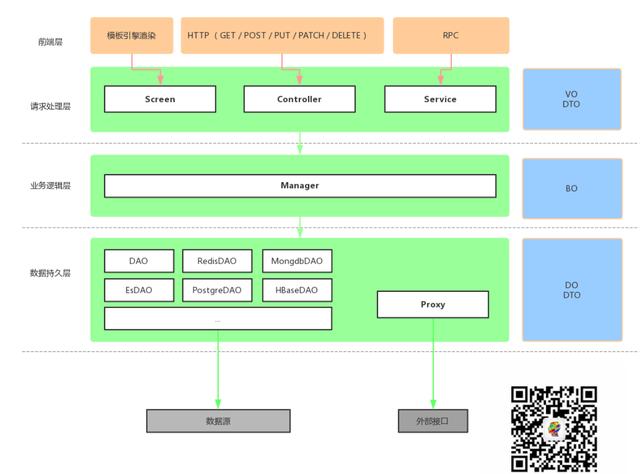 前端层
模板引擎渲染
HTTP（ GET / POST / PUT / PATCH / DELETE ）
RPC
请求处理层
Screen
Controller
Service
VO
DTO
业务逻辑层
Manager
BO
数据持久层
DAO
RedisDAO
MongdbDAO
EsDAO
PostgreDAO
HBaseDAO
...
Proxy
DO
DTO
数据源
外部接口